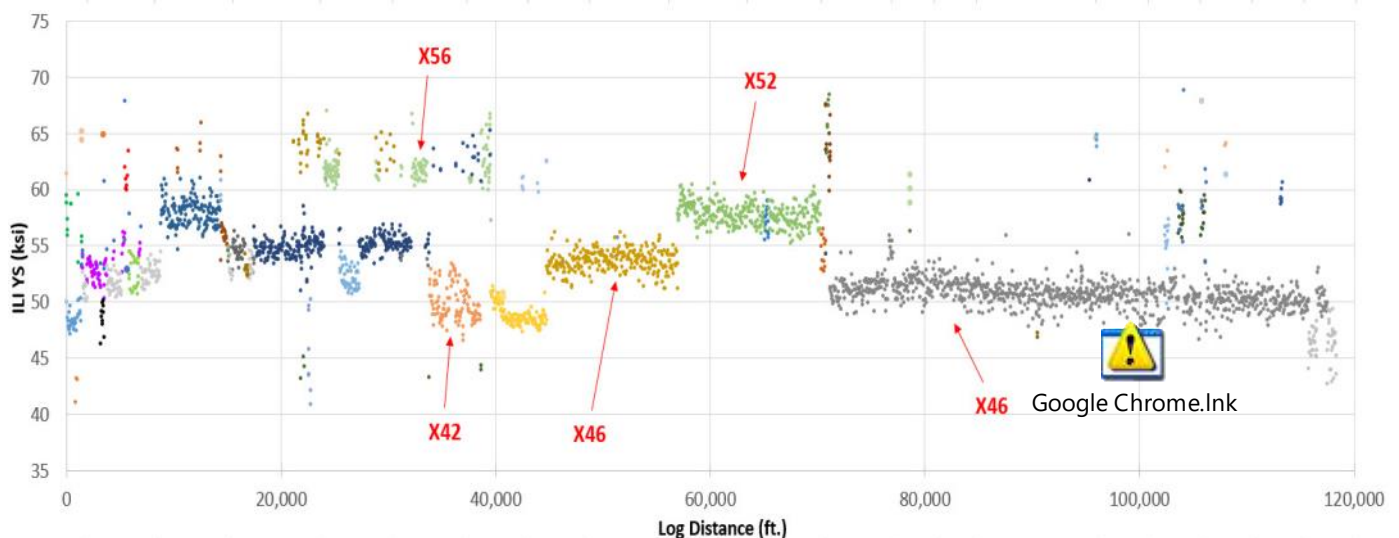 75
70
65
60
55
50
45
40
35
ILI YS (ksi)
X56
X52
X42
X46
X46
Google Chrome.lnk
0
20,000
40,000
60,000
80,000
100,000
120,000
Log Distance (ft.)